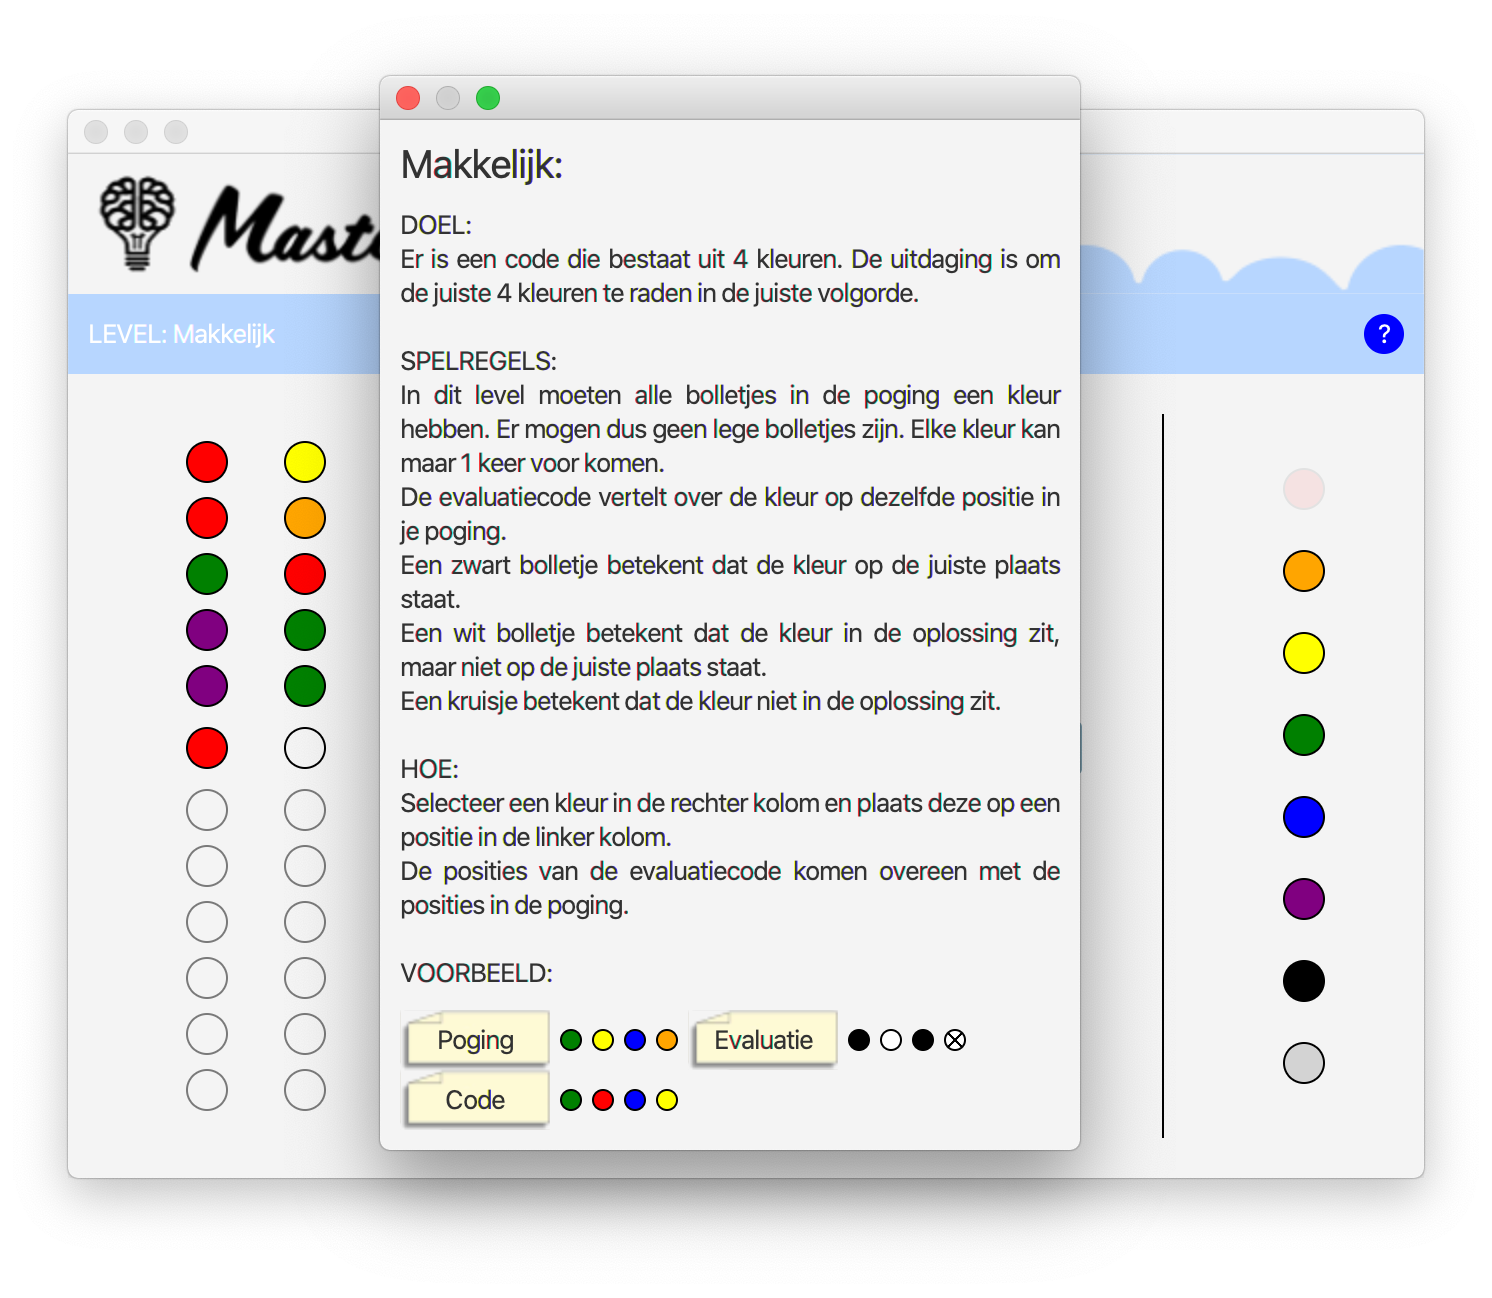 Makkelijk:
DOEL:
Er is een code die bestaat uit 4 kleuren. De uitdaging is om
de juiste 4 kleuren te raden in de juiste volgorde.
SPELREGELS:
In dit level moeten alle bolletjes in de poging een kleur
hebben. Er mogen dus geen lege bolletjes zijn. Elke kleur kan
maar 1 keer voor komen.
De evaluatiecode vertelt over de kleur op dezelfde positie in
je poging.
Een zwart bolletje betekent dat de kleur op de juiste plaats
staat.
Een wit bolletje betekent dat de kleur in de oplossing zit,
maar niet op de juiste plaats staat.
Een kruisje betekent dat de kleur niet in de oplossing zit.
HOE:
Selecteer een kleur in de rechter kolom en plaats deze op een
positie in de linker kolom.
De posities van de evaluatiecode komen overeen met de
posities in de poging.
VOORBEELD:
Poging Evaluatie
Code
LEVEL: Makkelijk
?